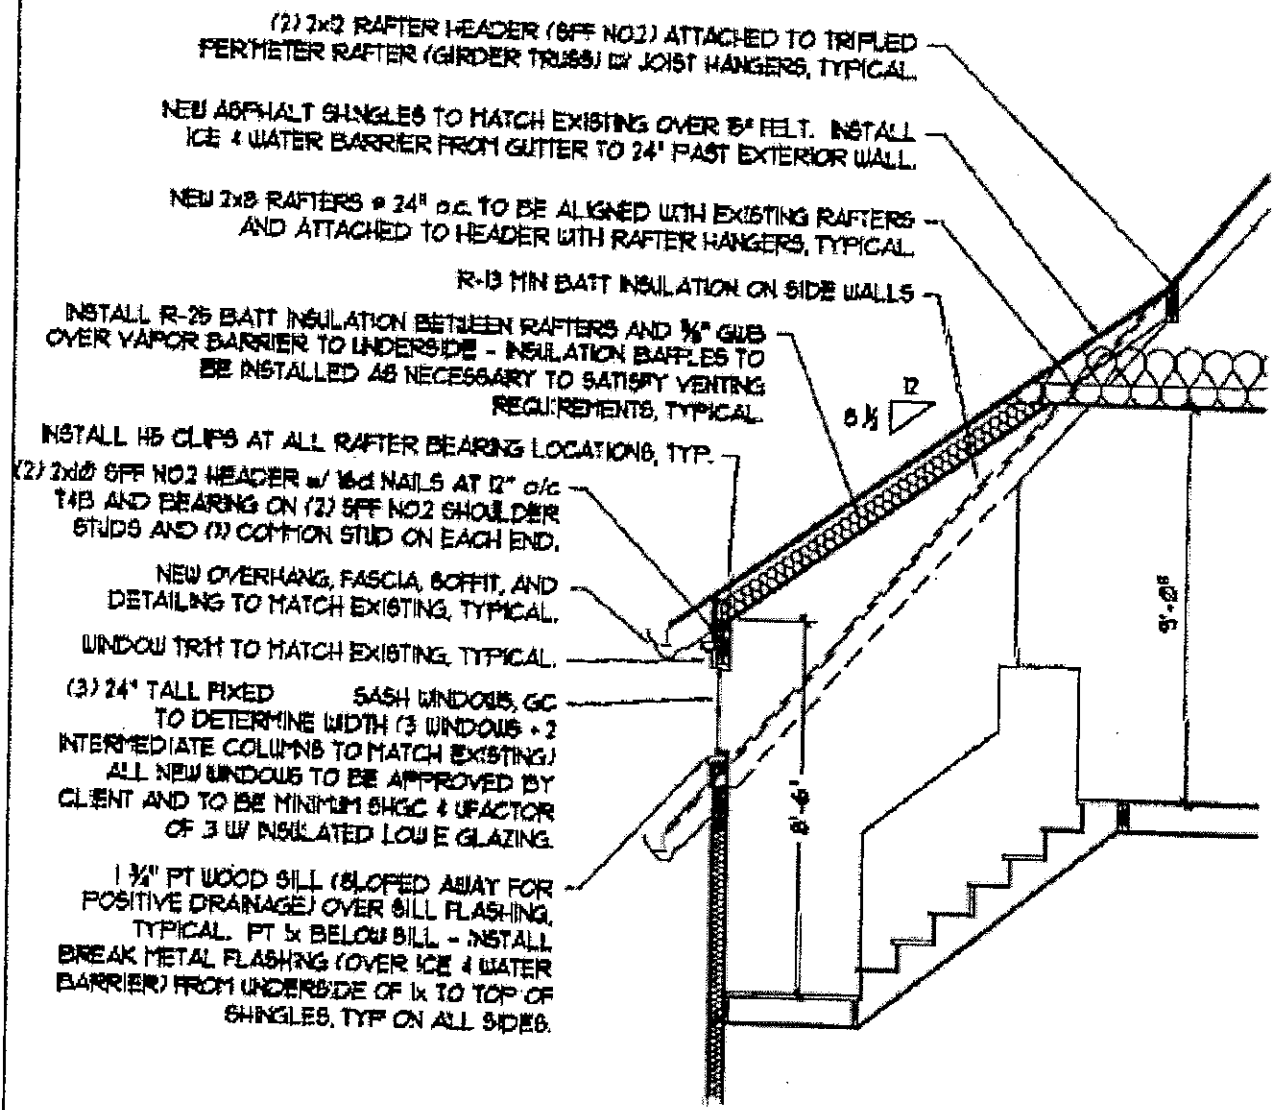 (2) 2x12 RAFTER HEADER (SPF NO.2) ATTACHED TO TRIPLED
PERIMETER RAFTER (GIRDER TRUSS) W/ JOIST HANGERS, TYPICAL.
NEW ASPHALT SHINGLES TO MATCH EXISTING OVER 15# FELT. INSTALL
ICE & WATER BARRIER FROM GUTTER TO 24" PAST EXTERIOR WALL.
NEW 2x8 RAFTERS @ 24" o.c. TO BE ALIGNED WITH EXISTING RAFTERS
AND ATTACHED TO HEADER WITH RAFTER HANGERS, TYPICAL.
R-13 MIN BATT INSULATION ON SIDE WALLS
INSTALL R-25 BATT INSULATION BETWEEN RAFTERS AND GWB
OVER VAPOR BARRIER TO UNDERSIDE - INSULATION BAFFLES TO
BE INSTALLED AS NECESSARY TO SATISFY VENTING
REQUIREMENTS, TYPICAL.
12
8 ½
INSTALL H5 CLIPS AT ALL RAFTER BEARING LOCATIONS, TYP.
(2) 2x10 SPF NO.2 HEADER w/ 16d NAILS AT 12" o/c
T&B AND BEARING ON (2) SPF NO.2 SHOULDER
STUDS AND (1) COMMON STUD ON EACH END.
NEW OVERHANG, FASCIA, SOFFIT, AND
DETAILING TO MATCH EXISTING, TYPICAL.
WINDOW TRIM TO MATCH EXISTING, TYPICAL.
(3) 24" TALL FIXED SASH WINDOWS, GC
TO DETERMINE WIDTH (3 WINDOWS + 2
INTERMEDIATE COLUMNS TO MATCH EXISTING)
ALL NEW WINDOWS TO BE APPROVED BY
CLIENT AND TO BE MINIMUM SHGC & UFACTOR
OF .3 W/ INSULATED LOW E GLAZING.
1 ¾" PT WOOD SILL (SLOPED AWAY FOR
POSITIVE DRAINAGE) OVER SILL FLASHING,
TYPICAL. PT 1x BELOW SILL - INSTALL
BREAK METAL FLASHING (OVER ICE & WATER
BARRIER) FROM UNDERSIDE OF 1x TO TOP OF
SHINGLES, TYP ON ALL SIDES.
8'-6"
9'-0"